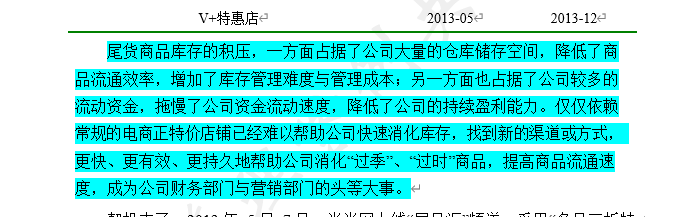 V+特惠店 2013-05 2013-12
尾货商品库存的积压，一方面占据了公司大量的仓库储存空间，降低了商
品流通效率，增加了库存管理难度与管理成本；另一方面也占据了公司较多的
流动资金，拖慢了公司资金流动速度，降低了公司的持续盈利能力。仅仅依赖
常规的电商正特价店铺已经难以帮助公司快速消化库存，找到新的渠道或方式，
更快、更有效、更持久地帮助公司消化“过季”、“过时”商品，提高商品流通速
度，成为公司财务部门与营销部门的头等大事。